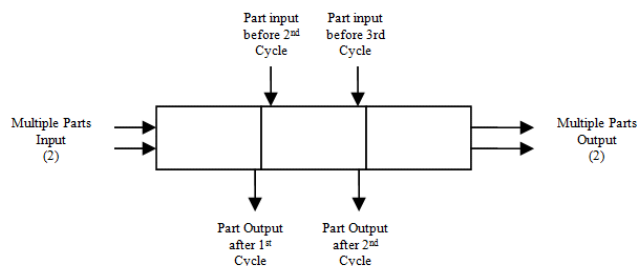 Part input
before 2nd
Cycle
Part input
before 3rd
Cycle
Multiple Parts
Input
(2)
Multiple Parts
Output
(2)
Part Output
after 1st
Cycle
Part Output
after 2nd
Cycle